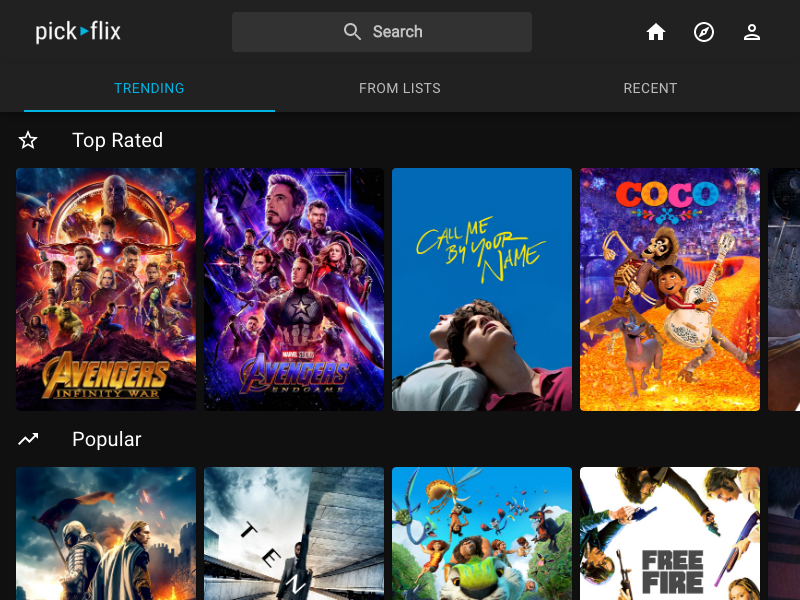 pick flix
Search
TRENDING
FROM LISTS
RECENT
Top Rated
AVENGERS
INFINITY WAR
MARVEL STUDIOS
AVENGERS
ENDGAME
CALL ME
BY YOUR
NAME
COCO
Popular
TEN
FREE
FIRE